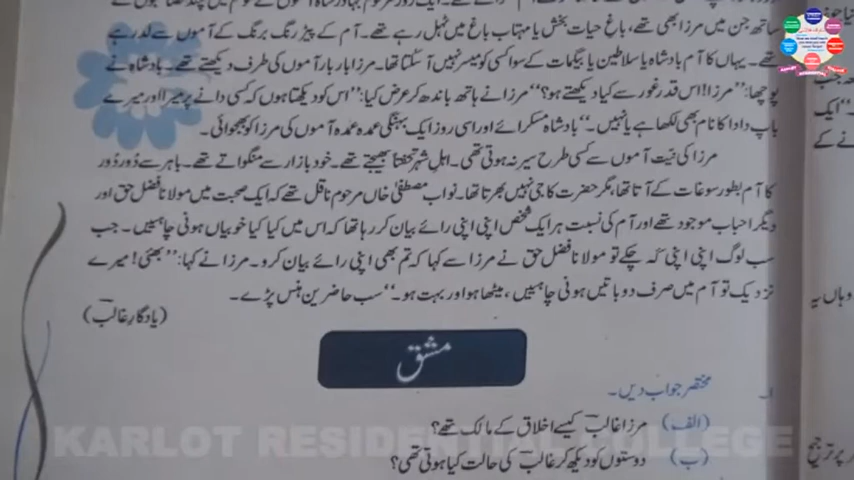 ساتھ جن میں مرزا بھی تھے، باغ حیات بخش یا مہتاب باغ میں ٹہل رہے تھے۔ آم کے پیڑ رنگ برنگ کے آموں سے لدر ہے
تھے۔ یہاں کا آم بادشاہ یا سلاطین یا بیگمات کے سوا کسی کو میسر نہیں آ سکتا تھا۔ مرزا بار بار آموں کی طرف دیکھتے تھے۔ بادشاہ نے
پوچھا: ”مرزا! اس قدر غور سے کیا دیکھتے ہو؟“ مرزا نے ہاتھ باندھ کر عرض کیا: ”اس کو دیکھتا ہوں کہ کسی دانے پر میرا اور میرے
باپ دادا کا نام بھی لکھا ہے یا نہیں۔“ بادشاہ مسکرائے اور اسی روز ایک بہنگی عمدہ عمدہ آموں کی مرزا کو بھجوائی۔
مرزا کی نیت آموں سے کسی طرح سیر نہ ہوتی تھی۔ اہلِ شہر تحفتاً بھیجتے تھے۔ خود بازار سے منگواتے تھے۔ باہر سے دُور دُور
کا آم بطور سوغات کے آتا تھا، مگر حضرت کا جی نہیں بھرتا تھا۔ نواب مصطفیٰ خاں مرحوم ناقل تھے کہ ایک صحبت میں مولانا فضل حق اور
دیگر احباب موجود تھے اور آم کی نسبت ہر ایک شخص اپنی اپنی رائے بیان کر رہا تھا کہ اس میں کیا کیا خوبیاں ہونی چاہییں۔ جب
سب لوگ اپنی اپنی کہہ چکے تو مولانا فضل حق نے مرزا سے کہا کہ تم بھی اپنی رائے بیان کرو۔ مرزا نے کہا: ”بھئی! میرے
نزدیک تو آم میں صرف دو باتیں ہونی چاہییں، میٹھا ہو اور بہت ہو۔“ سب حاضرین ہنس پڑے۔
(یادگارِ غالب)
مشق
۱۔ مختصر جواب دیں۔
(الف) مرزا غالب کیسے اخلاق کے مالک تھے؟
(ب) دوستوں کو دیکھ کر غالب کی حالت کیا ہوتی تھی؟
KARLOT RESIDENTIAL COLLEGE